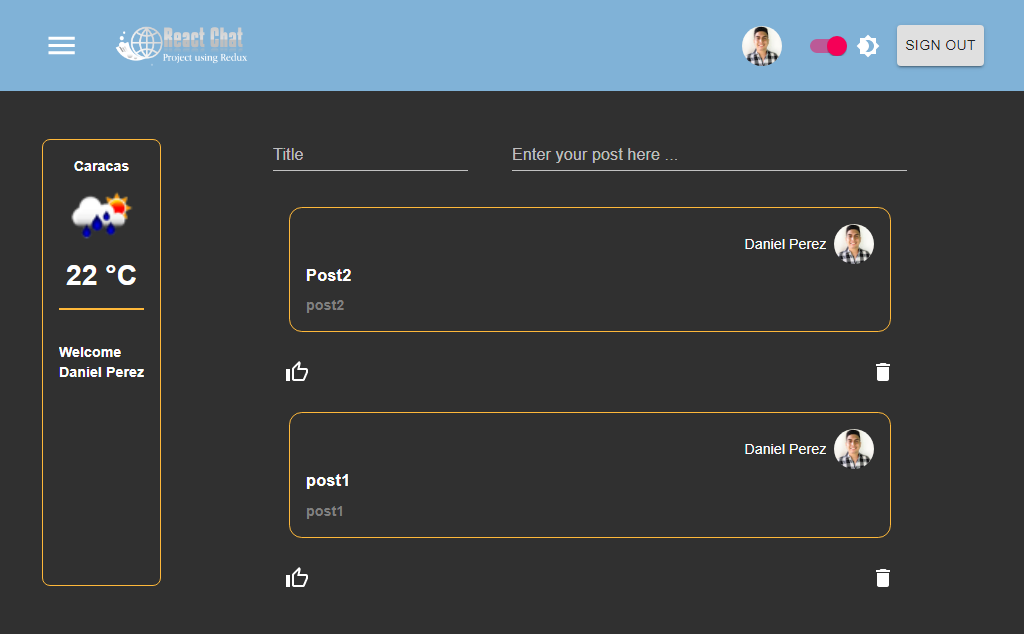 React Chat
Project using Redux
SIGN OUT
Caracas
22 °C
Welcome
Daniel Perez
Title
Enter your post here ...
Daniel Perez
Post2
post2
Daniel Perez
post1
post1